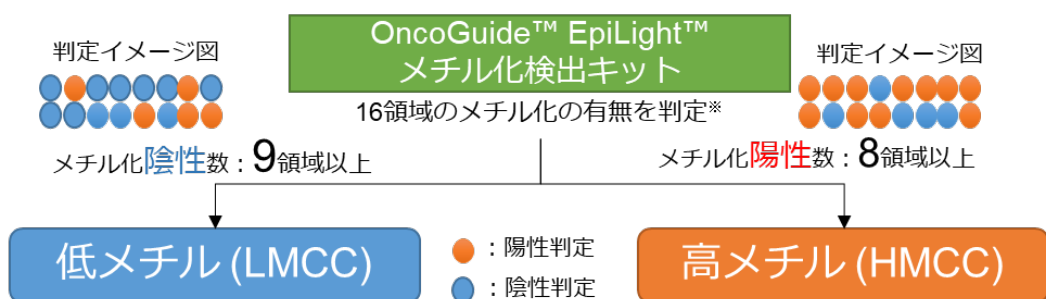 OncoGuide™ EpiLight™
メチル化検出キット
判定イメージ図
判定イメージ図
16領域のメチル化の有無を判定※
メチル化陰性数：9領域以上
メチル化陽性数：8領域以上
低メチル (LMCC)
：陽性判定
：陰性判定
高メチル (HMCC)